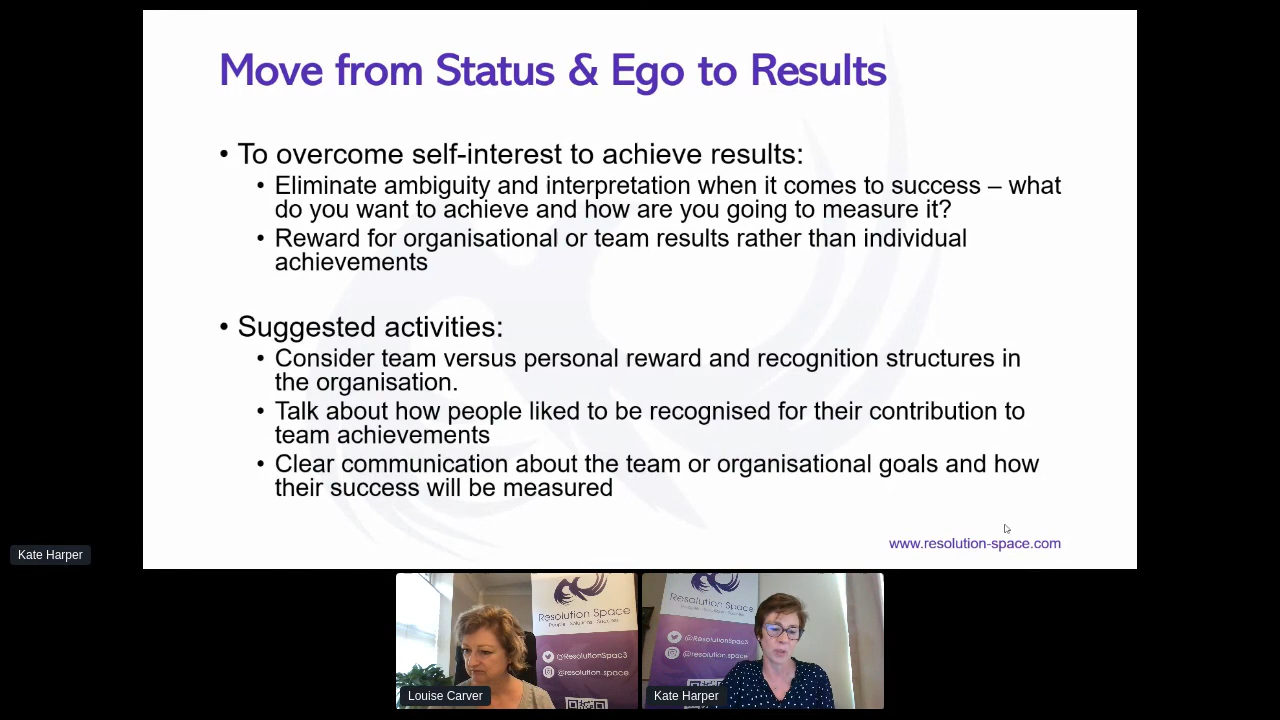 Move from Status & Ego to Results
• To overcome self-interest to achieve results:
• Eliminate ambiguity and interpretation when it comes to success – what
do you want to achieve and how are you going to measure it?
• Reward for organisational or team results rather than individual
achievements
• Suggested activities:
• Consider team versus personal reward and recognition structures in
the organisation.
• Talk about how people liked to be recognised for their contribution to
team achievements
• Clear communication about the team or organisational goals and how
their success will be measured
www.resolution-space.com
Kate Harper
Resolution Space
@ResolutionSpac3
@resolution.space
Louise Carver
Resolution Space
@ResolutionSpac3
@resolution.space
Kate Harper